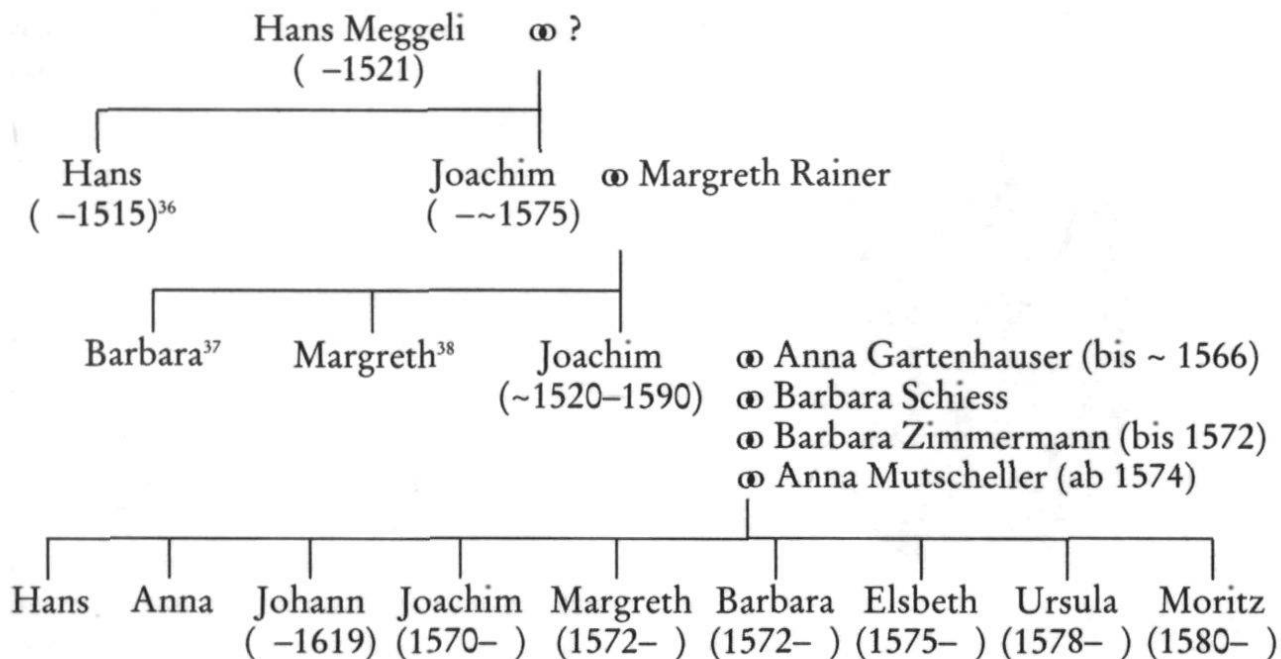 Hans Meggeli ⚭ ?
( –1521)
Hans Joachim ⚭ Margreth Rainer
( –1515)³⁶ ( –~1575)
Barbara³⁷ Margreth³⁸ Joachim ⚭ Anna Gartenhauser (bis ~ 1566)
(~1520–1590) ⚭ Barbara Schiess
⚭ Barbara Zimmermann (bis 1572)
⚭ Anna Mutscheller (ab 1574)
Hans Anna Johann Joachim Margreth Barbara Elsbeth Ursula Moritz
( –1619) (1570– ) (1572– ) (1572– ) (1575– ) (1578– ) (1580– )